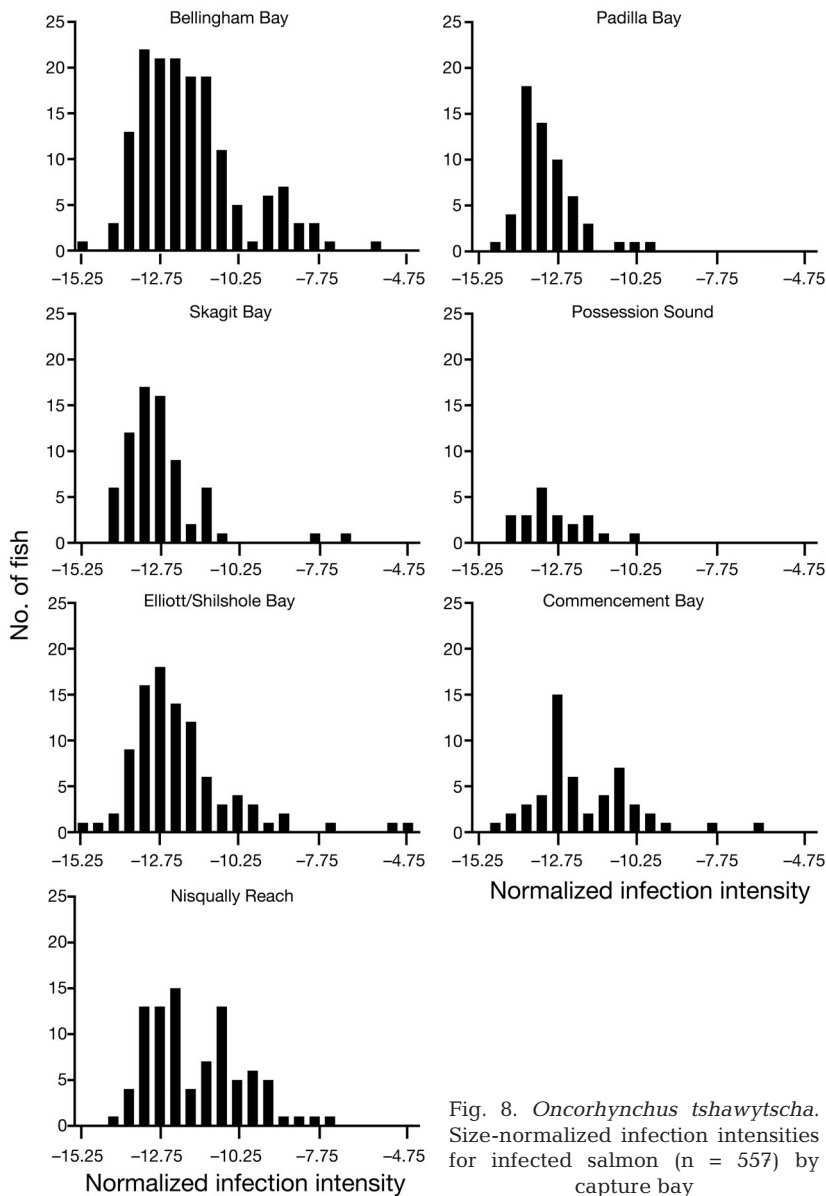 Bellingham Bay
25
20
15
10
5
0
−15.25 −12.75 −10.25 −7.75 −4.75
Padilla Bay
25
20
15
10
5
0
−15.25 −12.75 −10.25 −7.75 −4.75
Skagit Bay
25
20
15
10
5
0
−15.25 −12.75 −10.25 −7.75 −4.75
Possession Sound
25
20
15
10
5
0
−15.25 −12.75 −10.25 −7.75 −4.75
No. of fish
Elliott/Shilshole Bay
25
20
15
10
5
0
−15.25 −12.75 −10.25 −7.75 −4.75
Commencement Bay
25
20
15
10
5
0
−15.25 −12.75 −10.25 −7.75 −4.75
Normalized infection intensity
Nisqually Reach
25
20
15
10
5
0
−15.25 −12.75 −10.25 −7.75 −4.75
Normalized infection intensity
Fig. 8. Oncorhynchus tshawytscha.
Size-normalized infection intensities
for infected salmon (n = 557) by
capture bay